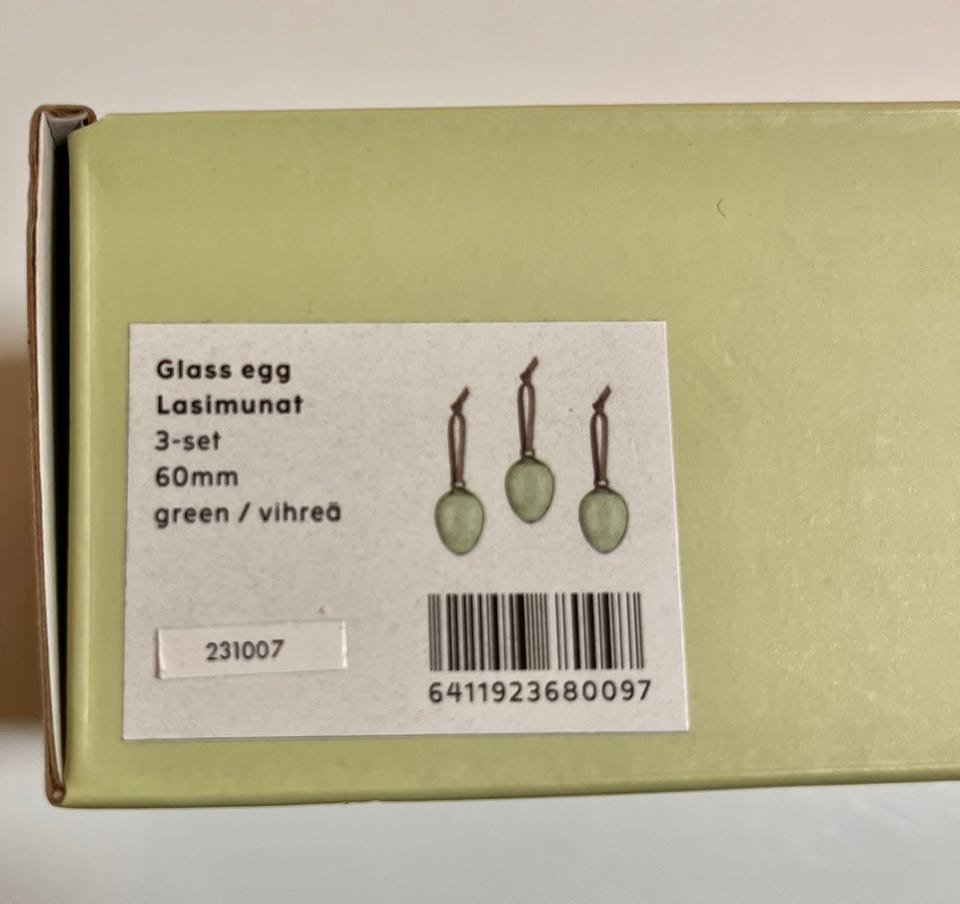 Glass egg
Lasimunat
3-set
60mm
green / vihreä
231007
6411923680097